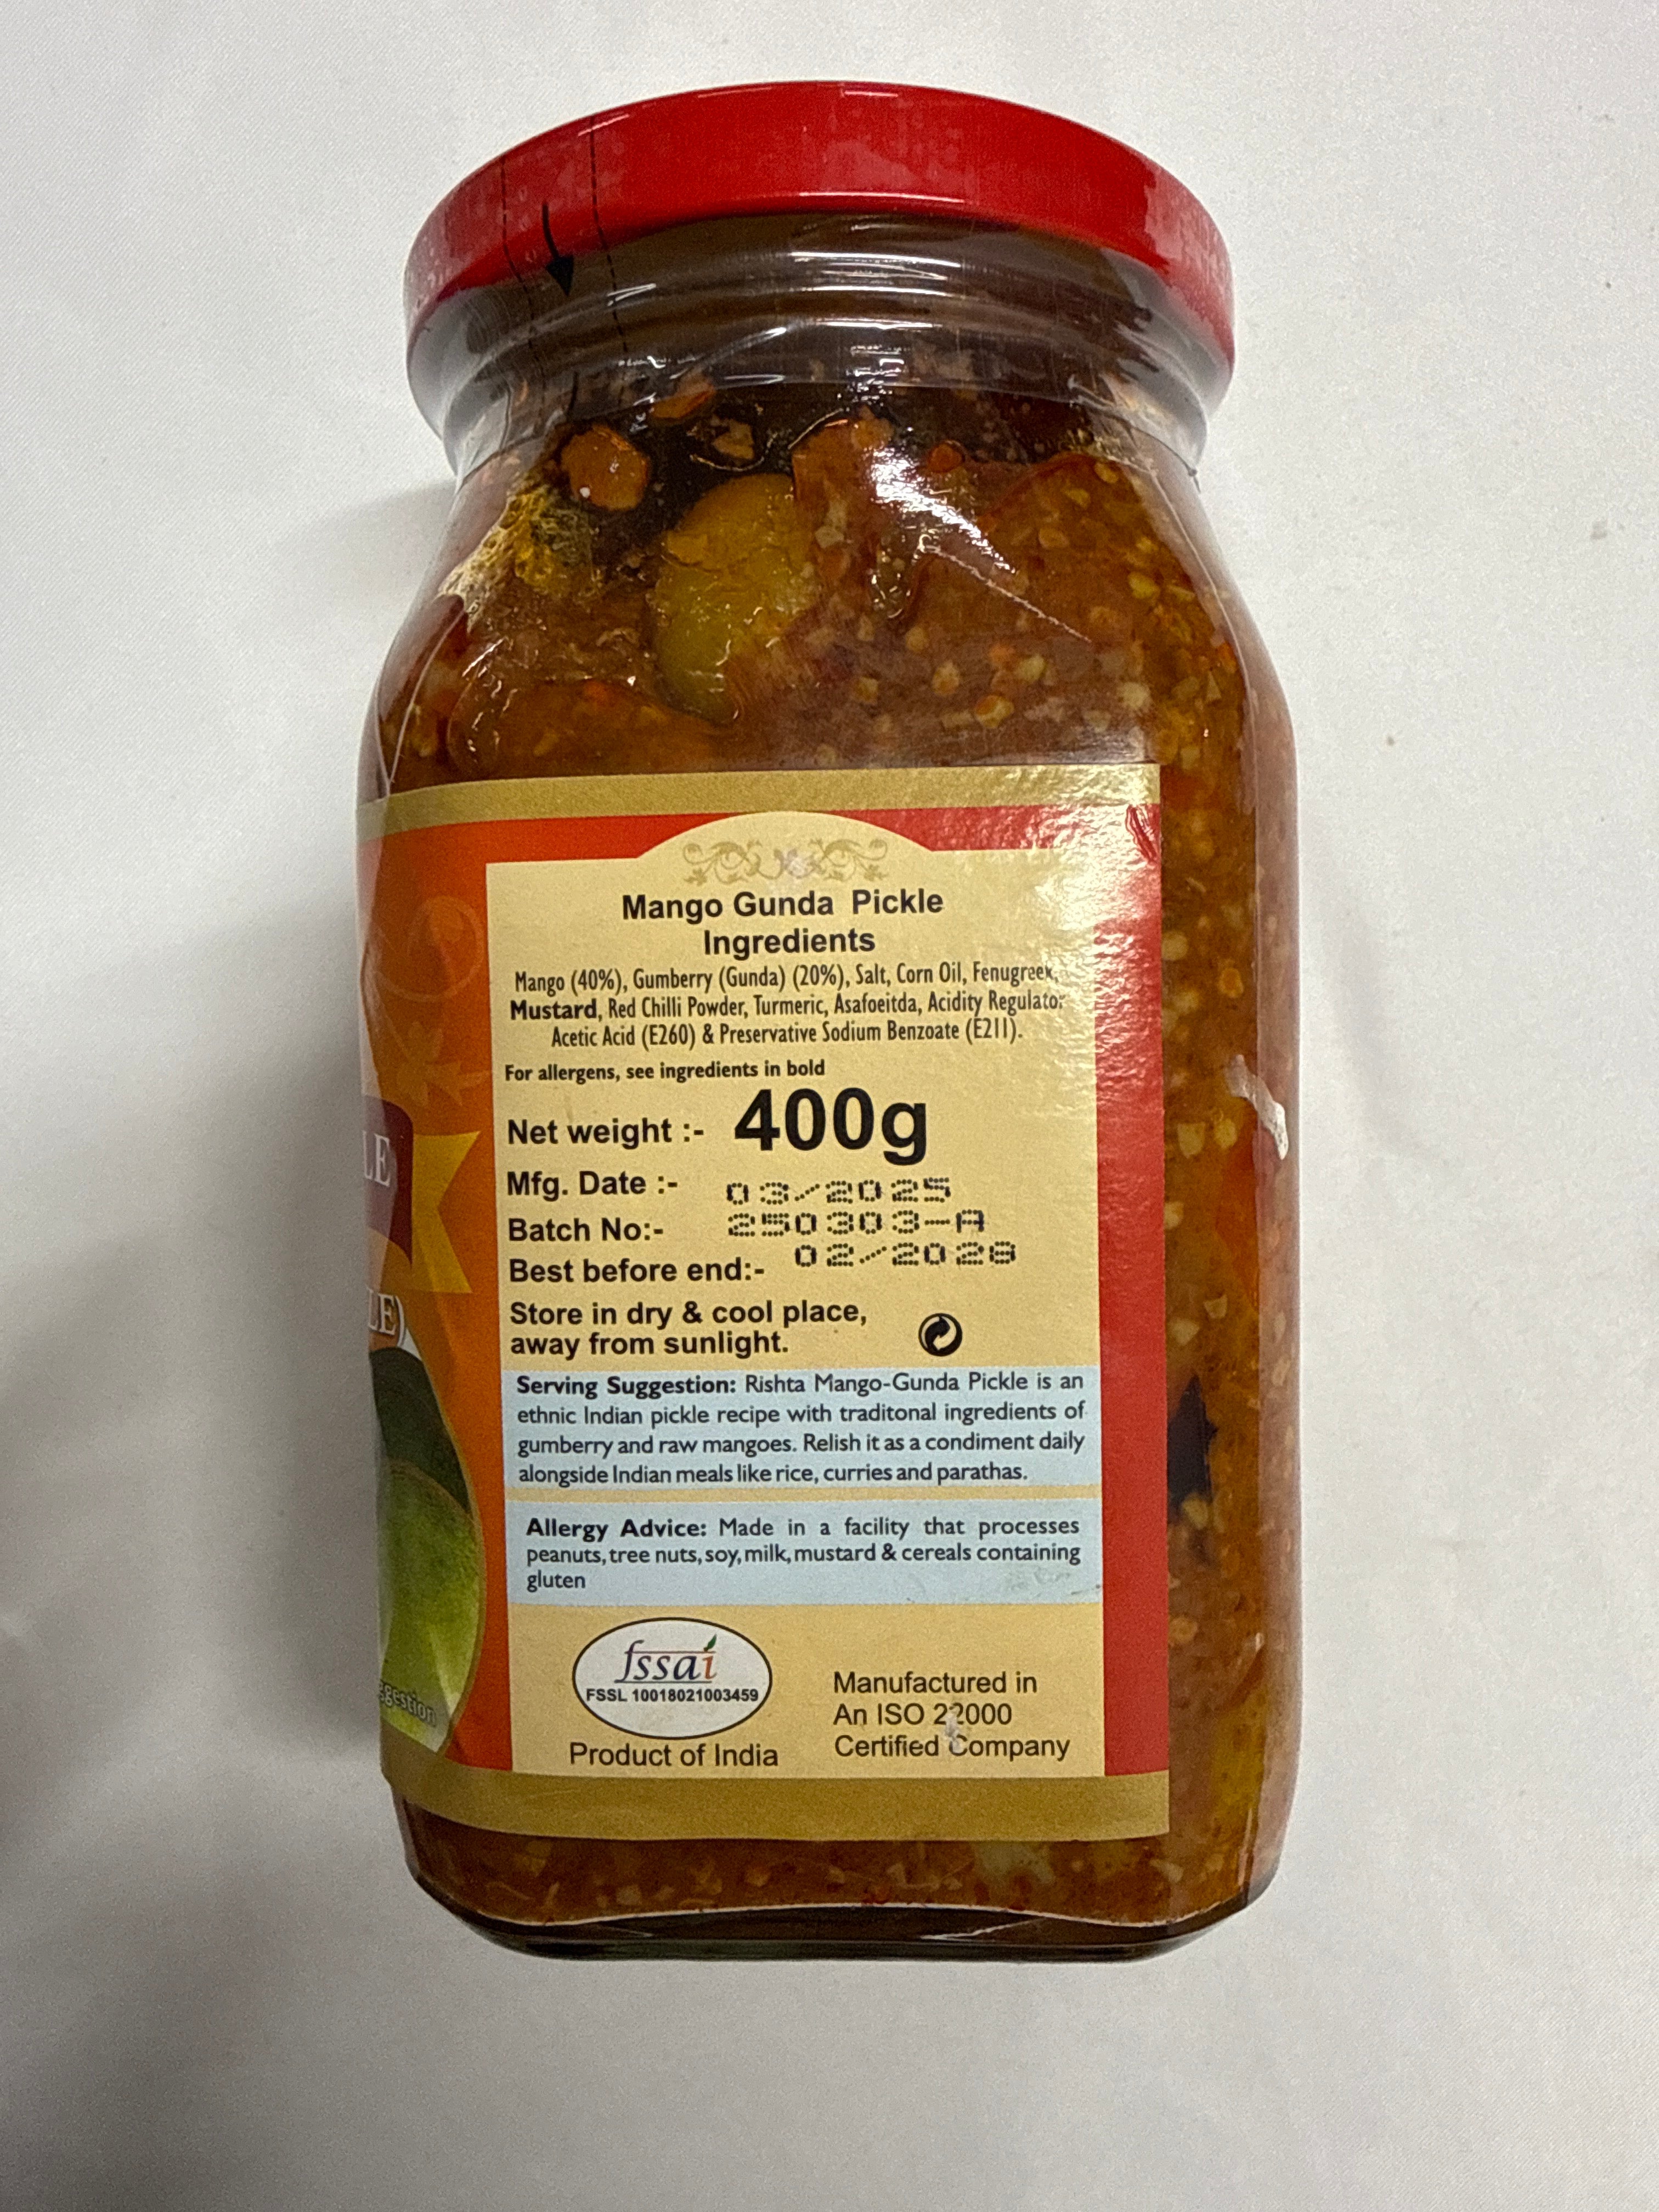 Mango Gunda Pickle
Ingredients
Mango (40%), Gumberry (Gunda) (20%), Salt, Corn Oil, Fenugreek,
Mustard, Red Chilli Powder, Turmeric, Asafoeitda, Acidity Regulator
Acetic Acid (E260) & Preservative Sodium Benzoate (E211).
For allergens, see ingredients in bold
Net weight :- 400g
Mfg. Date :- 03/2025
Batch No:- 250303-A
Best before end:- 02/2028
Store in dry & cool place,
away from sunlight.
Serving Suggestion: Rishta Mango-Gunda Pickle is an
ethnic Indian pickle recipe with traditonal ingredients of
gumberry and raw mangoes. Relish it as a condiment daily
alongside Indian meals like rice, curries and parathas.
Allergy Advice: Made in a facility that processes
peanuts, tree nuts, soy, milk, mustard & cereals containing
gluten
fssai
FSSL 10018021003459
Product of India
Manufactured in
An ISO 22000
Certified Company
LE
LE)
ggestion